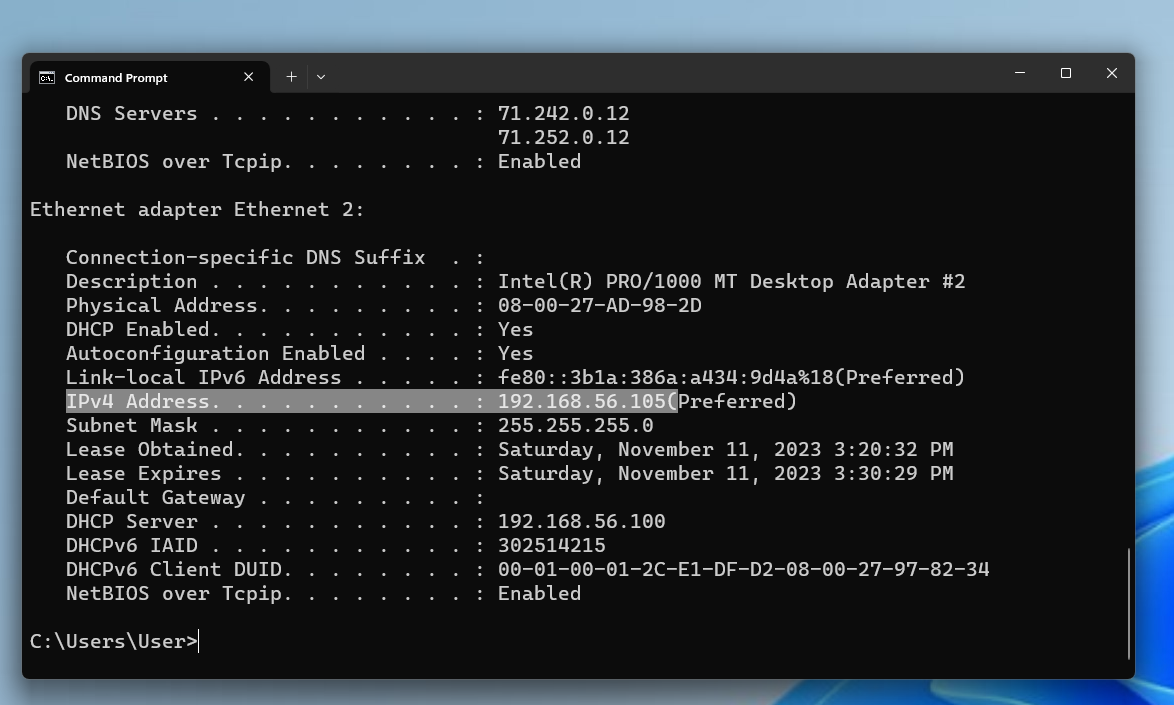 Command Prompt
DNS Servers . . . . . . . . . . . : 71.242.0.12
71.252.0.12
NetBIOS over Tcpip. . . . . . . . : Enabled
Ethernet adapter Ethernet 2:
Connection-specific DNS Suffix  . :
Description . . . . . . . . . . . : Intel(R) PRO/1000 MT Desktop Adapter #2
Physical Address. . . . . . . . . : 08-00-27-AD-98-2D
DHCP Enabled. . . . . . . . . . . : Yes
Autoconfiguration Enabled . . . . : Yes
Link-local IPv6 Address . . . . . : fe80::3b1a:386a:a434:9d4a%18(Preferred)
IPv4 Address. . . . . . . . . . . : 192.168.56.105(Preferred)
Subnet Mask . . . . . . . . . . . : 255.255.255.0
Lease Obtained. . . . . . . . . . : Saturday, November 11, 2023 3:20:32 PM
Lease Expires . . . . . . . . . . : Saturday, November 11, 2023 3:30:29 PM
Default Gateway . . . . . . . . . :
DHCP Server . . . . . . . . . . . : 192.168.56.100
DHCPv6 IAID . . . . . . . . . . . : 302514215
DHCPv6 Client DUID. . . . . . . . : 00-01-00-01-2C-E1-DF-D2-08-00-27-97-82-34
NetBIOS over Tcpip. . . . . . . . : Enabled
C:\Users\User>